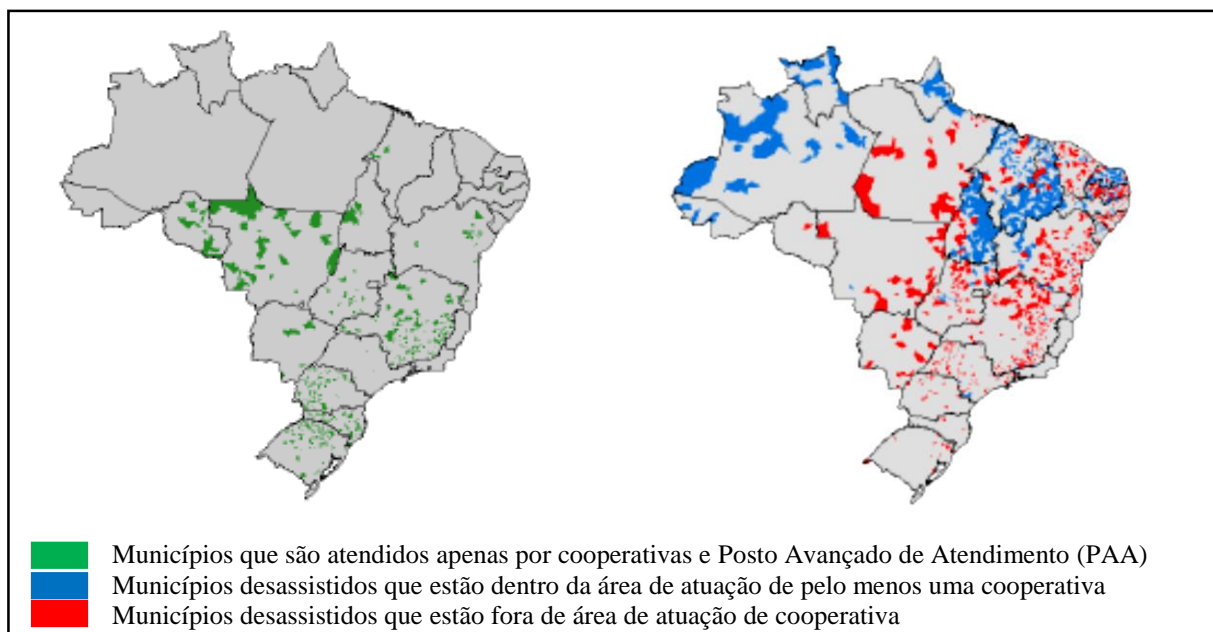 Municípios que são atendidos apenas por cooperativas e Posto Avançado de Atendimento (PAA)
Municípios desassistidos que estão dentro da área de atuação de pelo menos uma cooperativa
Municípios desassistidos que estão fora de área de atuação de cooperativa